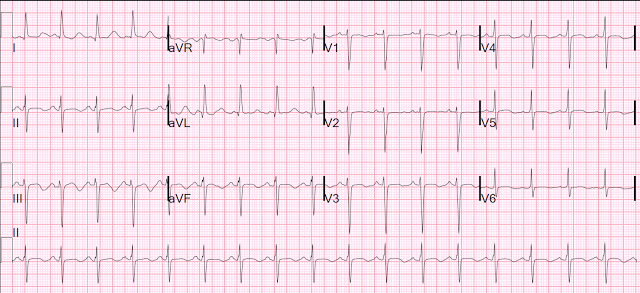 I aVR V1 V4
II aVL V2 V5
III aVF V3 V6
II